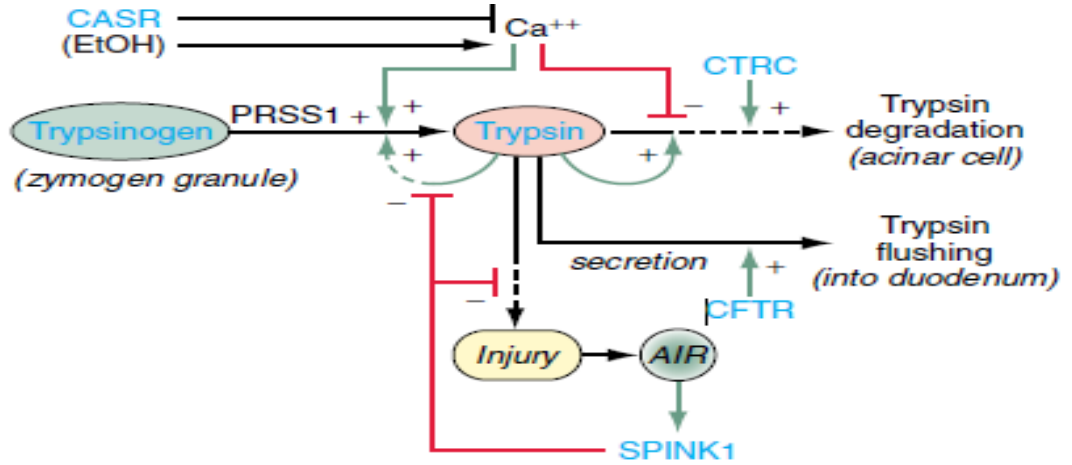 CASR
(EtOH)
Ca++
CTRC
Trypsinogen
PRSS1 +
+
Trypsin
−
+
Trypsin
degradation
(acinar cell)
(zymogen granule)
+
+
−
Trypsin
flushing
(into duodenum)
secretion
+
−
CFTR
Injury
AIR
SPINK1